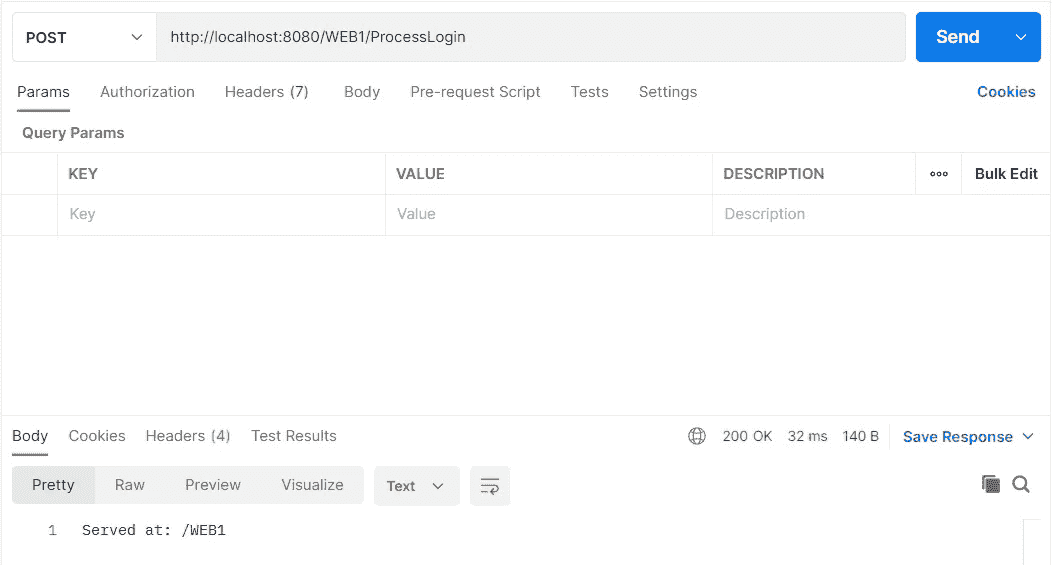 POST http://localhost:8080/WEB1/ProcessLogin Send
Params Authorization Headers (7) Body Pre-request Script Tests Settings Cookies
Query Params
KEY VALUE DESCRIPTION ooo Bulk Edit
Key Value Description
Body Cookies Headers (4) Test Results 200 OK 32 ms 140 B Save Response
Pretty Raw Preview Visualize Text
1 Served at: /WEB1